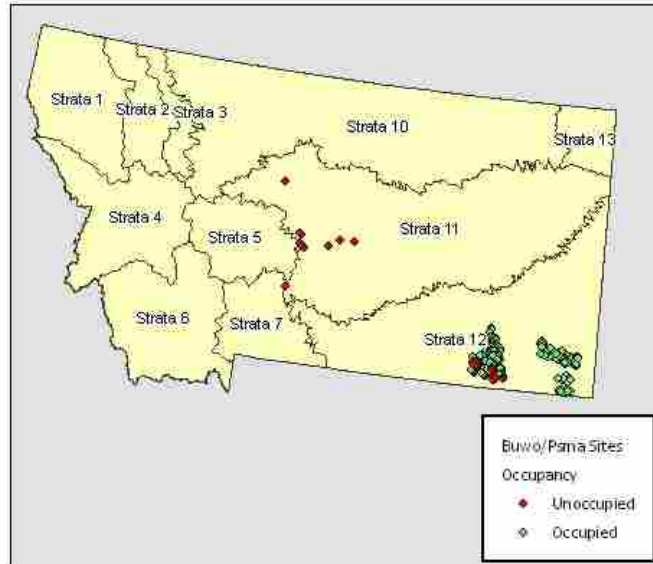 Strata 1
Strata 2
Strata 3
Strata 10
Strata 13
Strata 4
Strata 5
Strata 11
Strata 6
Strata 7
Strata 12
Buwo/Psma Sites
Occupancy
Unoccupied
Occupied